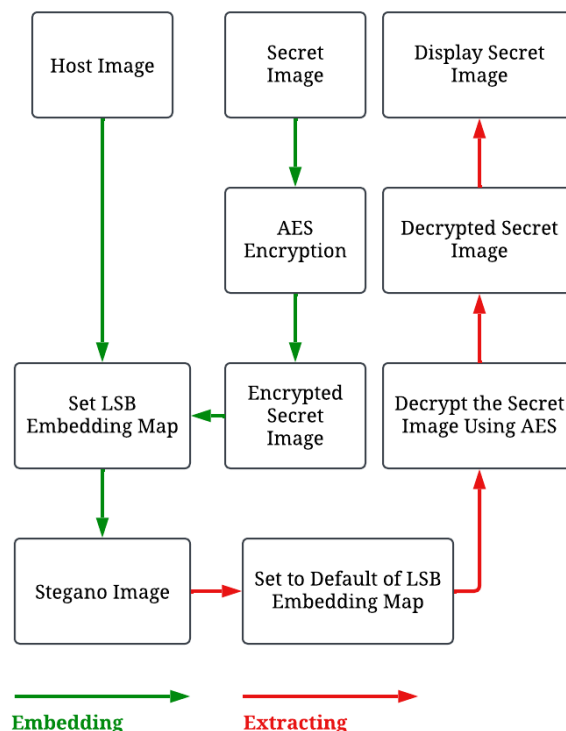 Host Image
Secret
Image
Display Secret
Image
AES
Encryption
Decrypted Secret
Image
Set LSB
Embedding Map
Encrypted
Secret
Image
Decrypt the Secret
Image Using AES
Stegano Image
Set to Default of LSB
Embedding Map
Embedding
Extracting